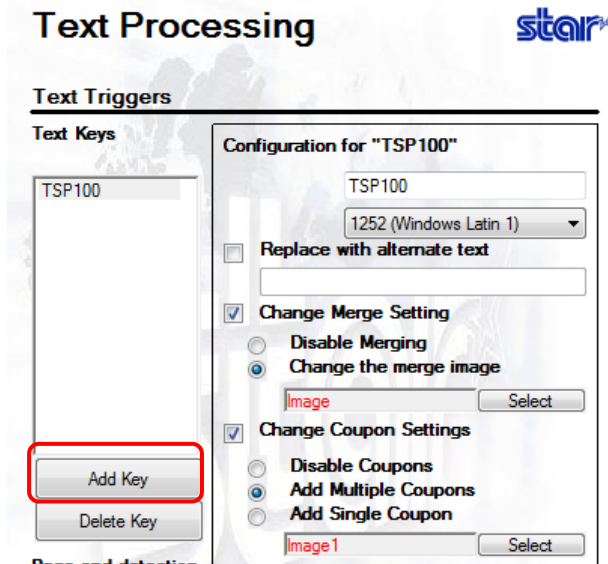 Text Processing
star
Text Triggers
Text Keys
TSP100
Add Key
Delete Key
Configuration for "TSP100"
TSP100
1252 (Windows Latin 1)
Replace with alternate text
Change Merge Setting
Disable Merging
Change the merge image
Image
Select
Change Coupon Settings
Disable Coupons
Add Multiple Coupons
Add Single Coupon
Image1
Select